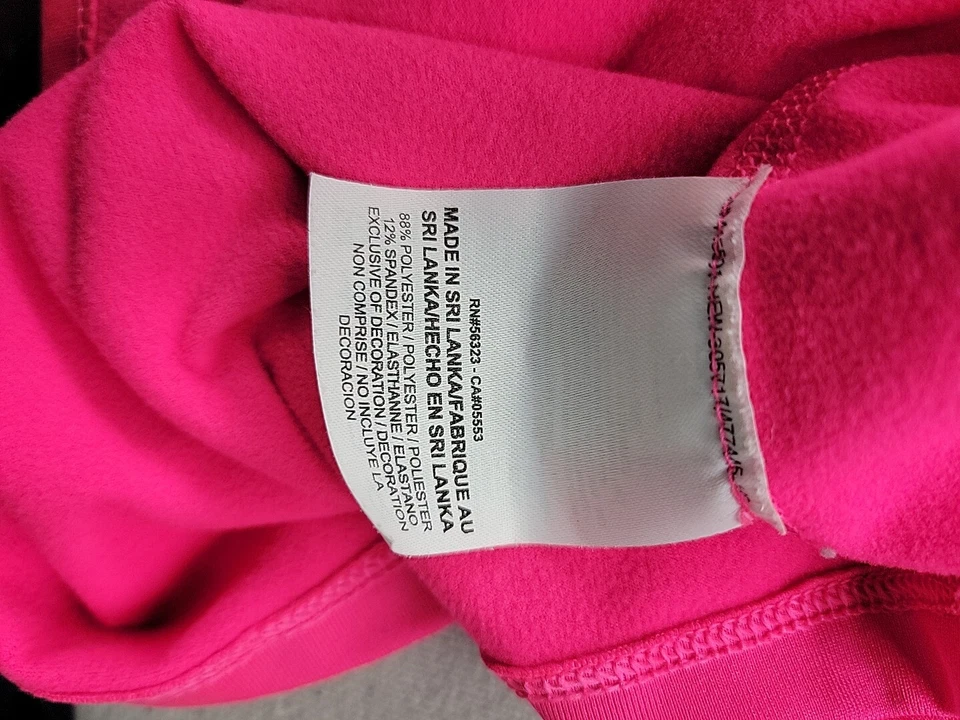 RN#56323 - CA#05553
MADE IN SRI LANKA/FABRIQUE AU
SRI LANKA/HECHO EN SRI LANKA
88% POLYESTER / POLYESTER / POLIESTER
12% SPANDEX / ELASTHANNE / ELASTANO
EXCLUSIVE OF DECORATION / DECORATION
NON COMPRISE / NO INCLUYE LA
DECORACION